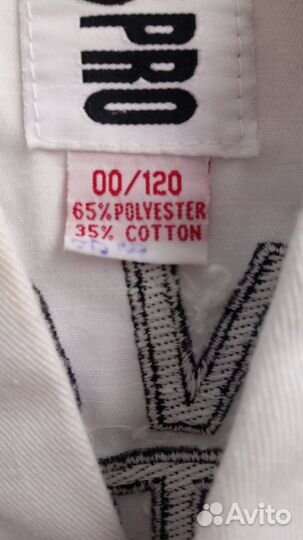 PRO
00/120
65%POLYESTER
35% COTTON
Avito